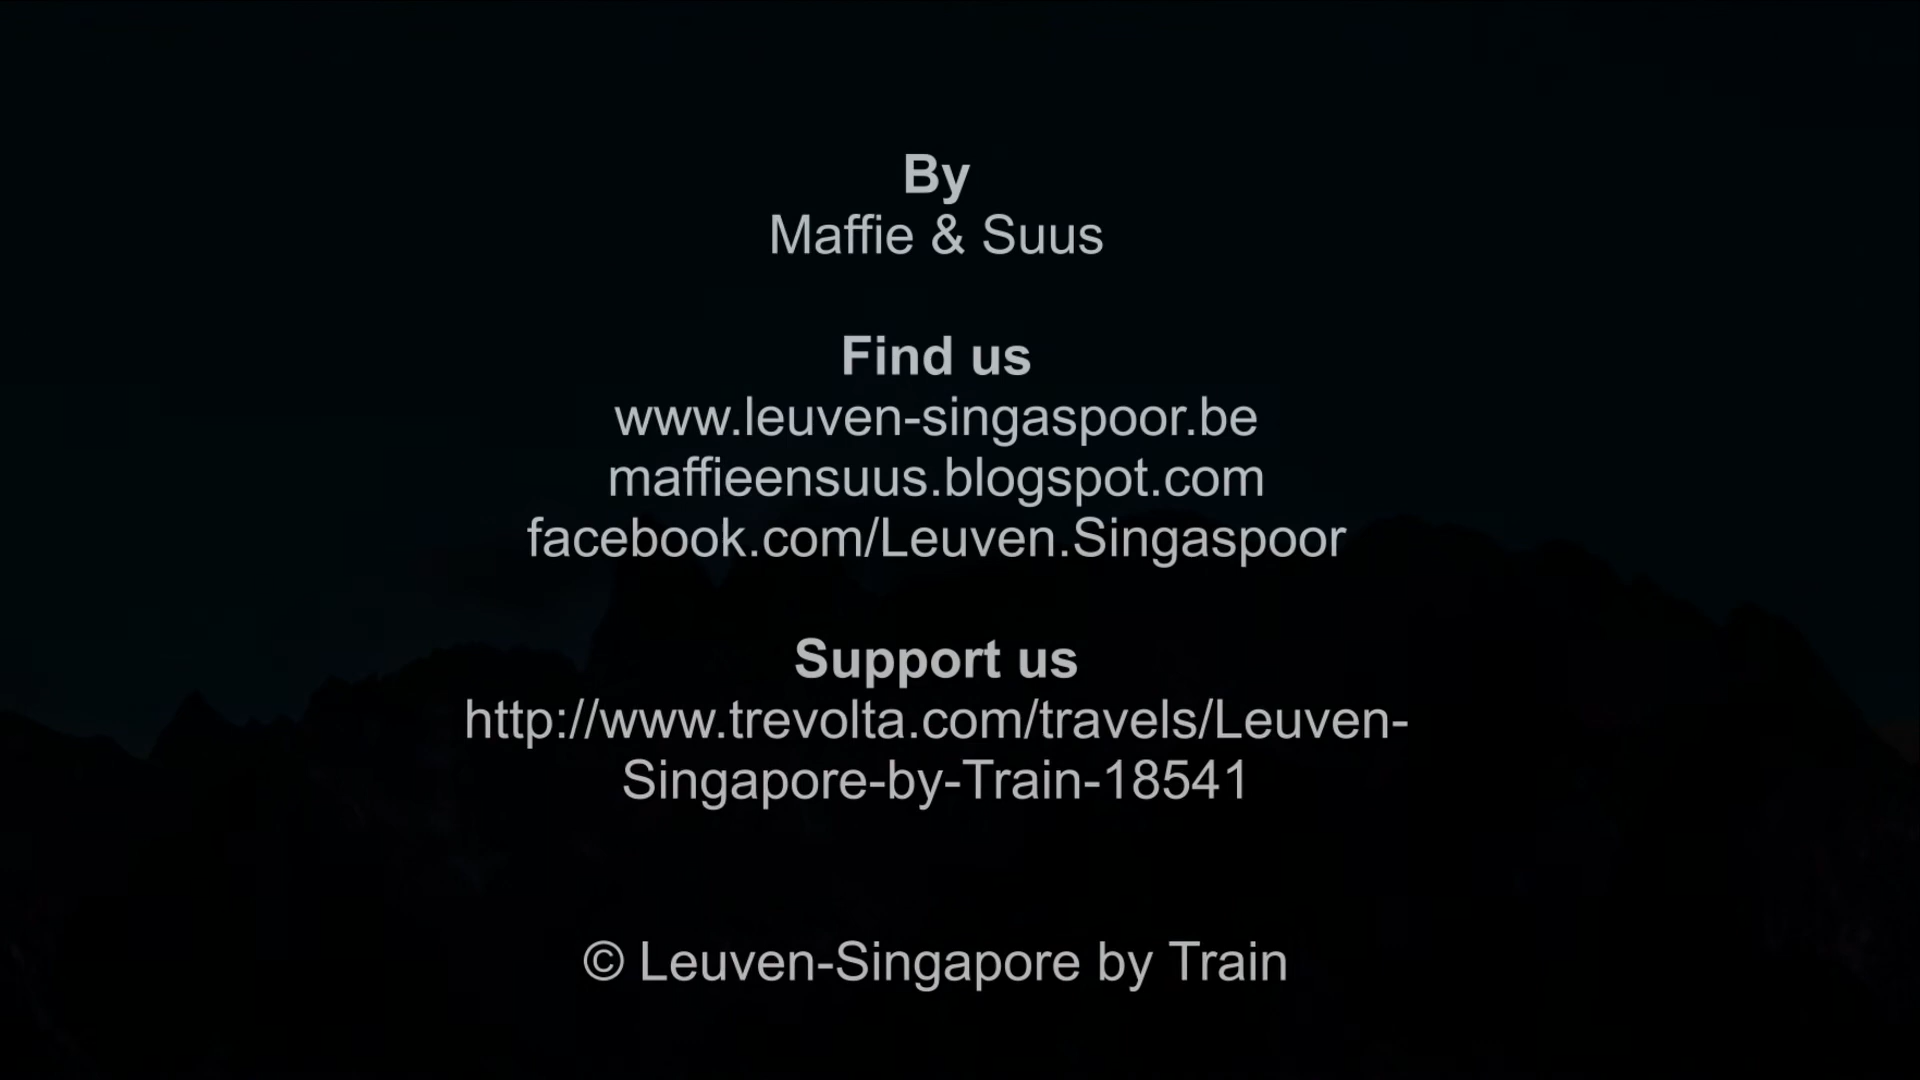 By
Maffie & Suus
Find us
www.leuven-singaspoor.be
maffieensuus.blogspot.com
facebook.com/Leuven.Singaspoor
Support us
http://www.trevolta.com/travels/Leuven-
Singapore-by-Train-18541
© Leuven-Singapore by Train